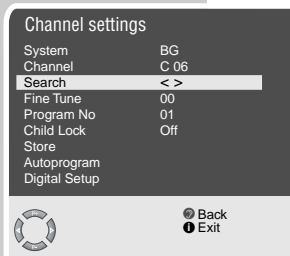 Channel settings
System BG
Channel C 06
Search < >
Fine Tune 00
Program No 01
Child Lock Off
Store
Autoprogram
Digital Setup
Back
i Exit